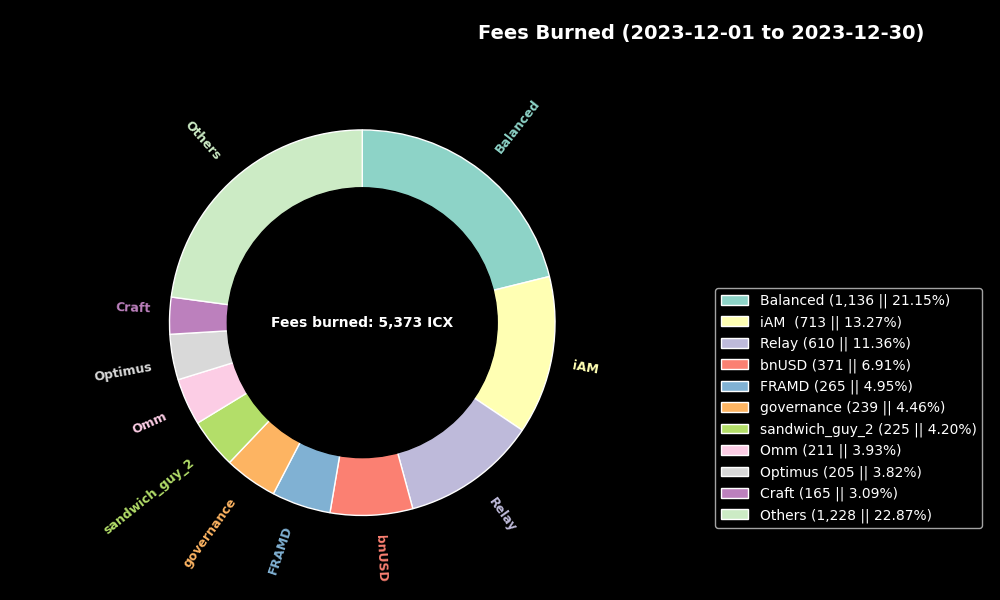 Fees Burned (2023-12-01 to 2023-12-30)
Balanced
Others
iAM
Craft
Optimus
Omm
sandwich_guy_2
governance
FRAMD
bnUSD
Relay
Fees burned: 5,373 ICX
Balanced (1,136 || 21.15%)
iAM  (713 || 13.27%)
Relay (610 || 11.36%)
bnUSD (371 || 6.91%)
FRAMD (265 || 4.95%)
governance (239 || 4.46%)
sandwich_guy_2 (225 || 4.20%)
Omm (211 || 3.93%)
Optimus (205 || 3.82%)
Craft (165 || 3.09%)
Others (1,228 || 22.87%)